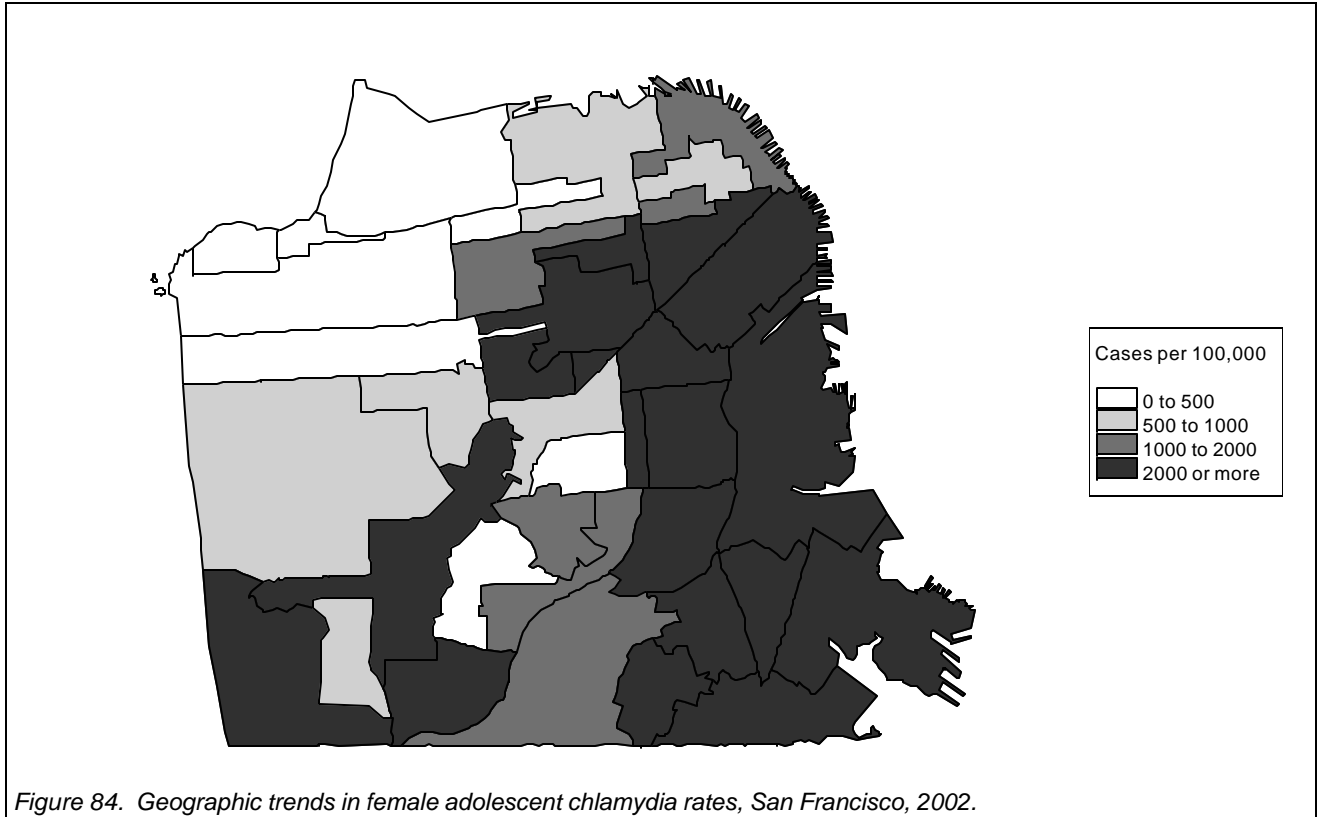 Cases per 100,000
0 to 500
500 to 1000
1000 to 2000
2000 or more
Figure 84.  Geographic trends in female adolescent chlamydia rates, San Francisco, 2002.